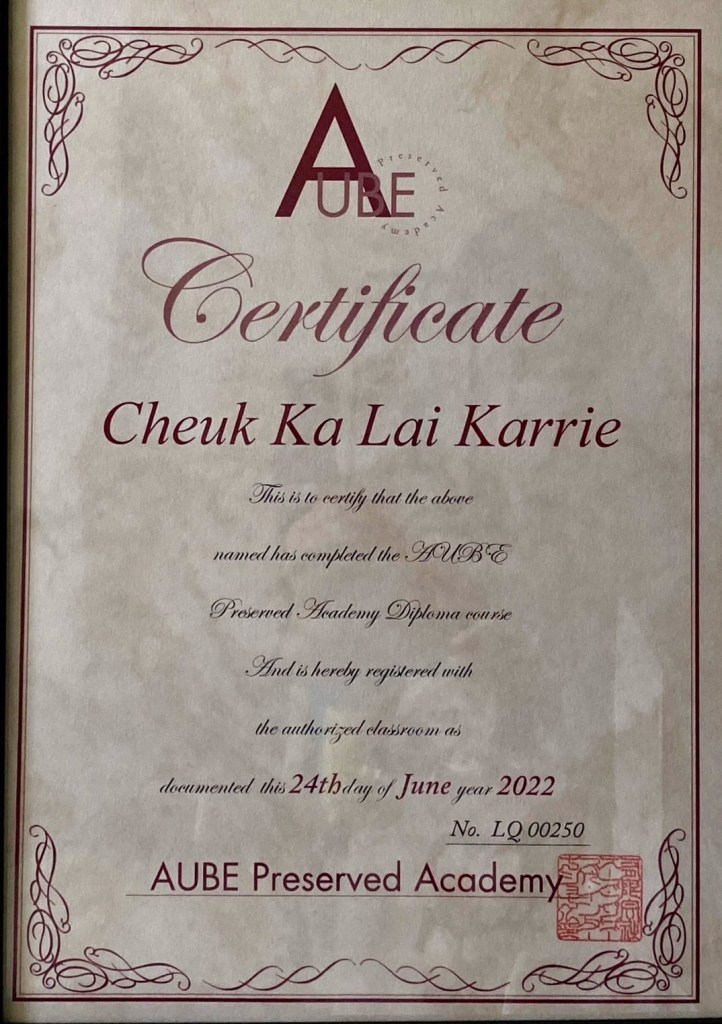 AUBE
Preserved Academy
Certificate
Cheuk Ka Lai Karrie
This is to certify that the above
named has completed the AUBE
Preserved Academy Diploma course
And is hereby registered with
the authorized classroom as
documented this 24th day of June year 2022
No. LQ 00250
AUBE Preserved Academy